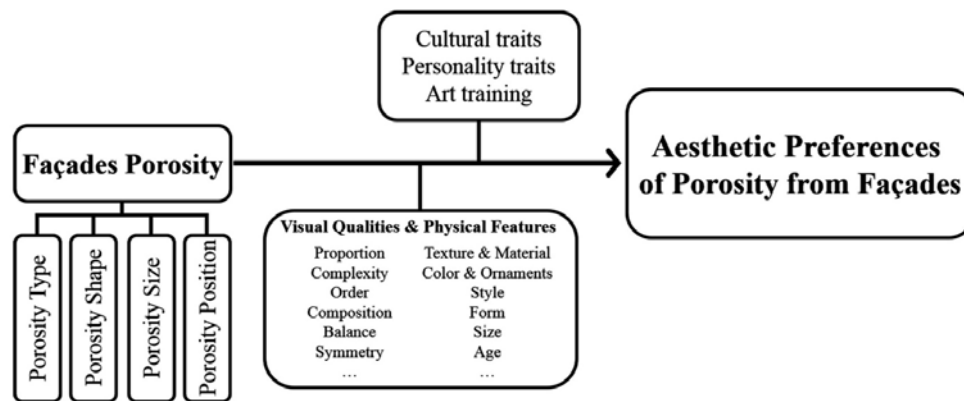 Cultural traits
Personality traits
Art training
Façades Porosity
Aesthetic Preferences
of Porosity from Façades
Porosity Type
Porosity Shape
Porosity Size
Porosity Position
Visual Qualities & Physical Features
Proportion Texture & Material
Complexity Color & Ornaments
Order Style
Composition Form
Balance Size
Symmetry Age
... ...